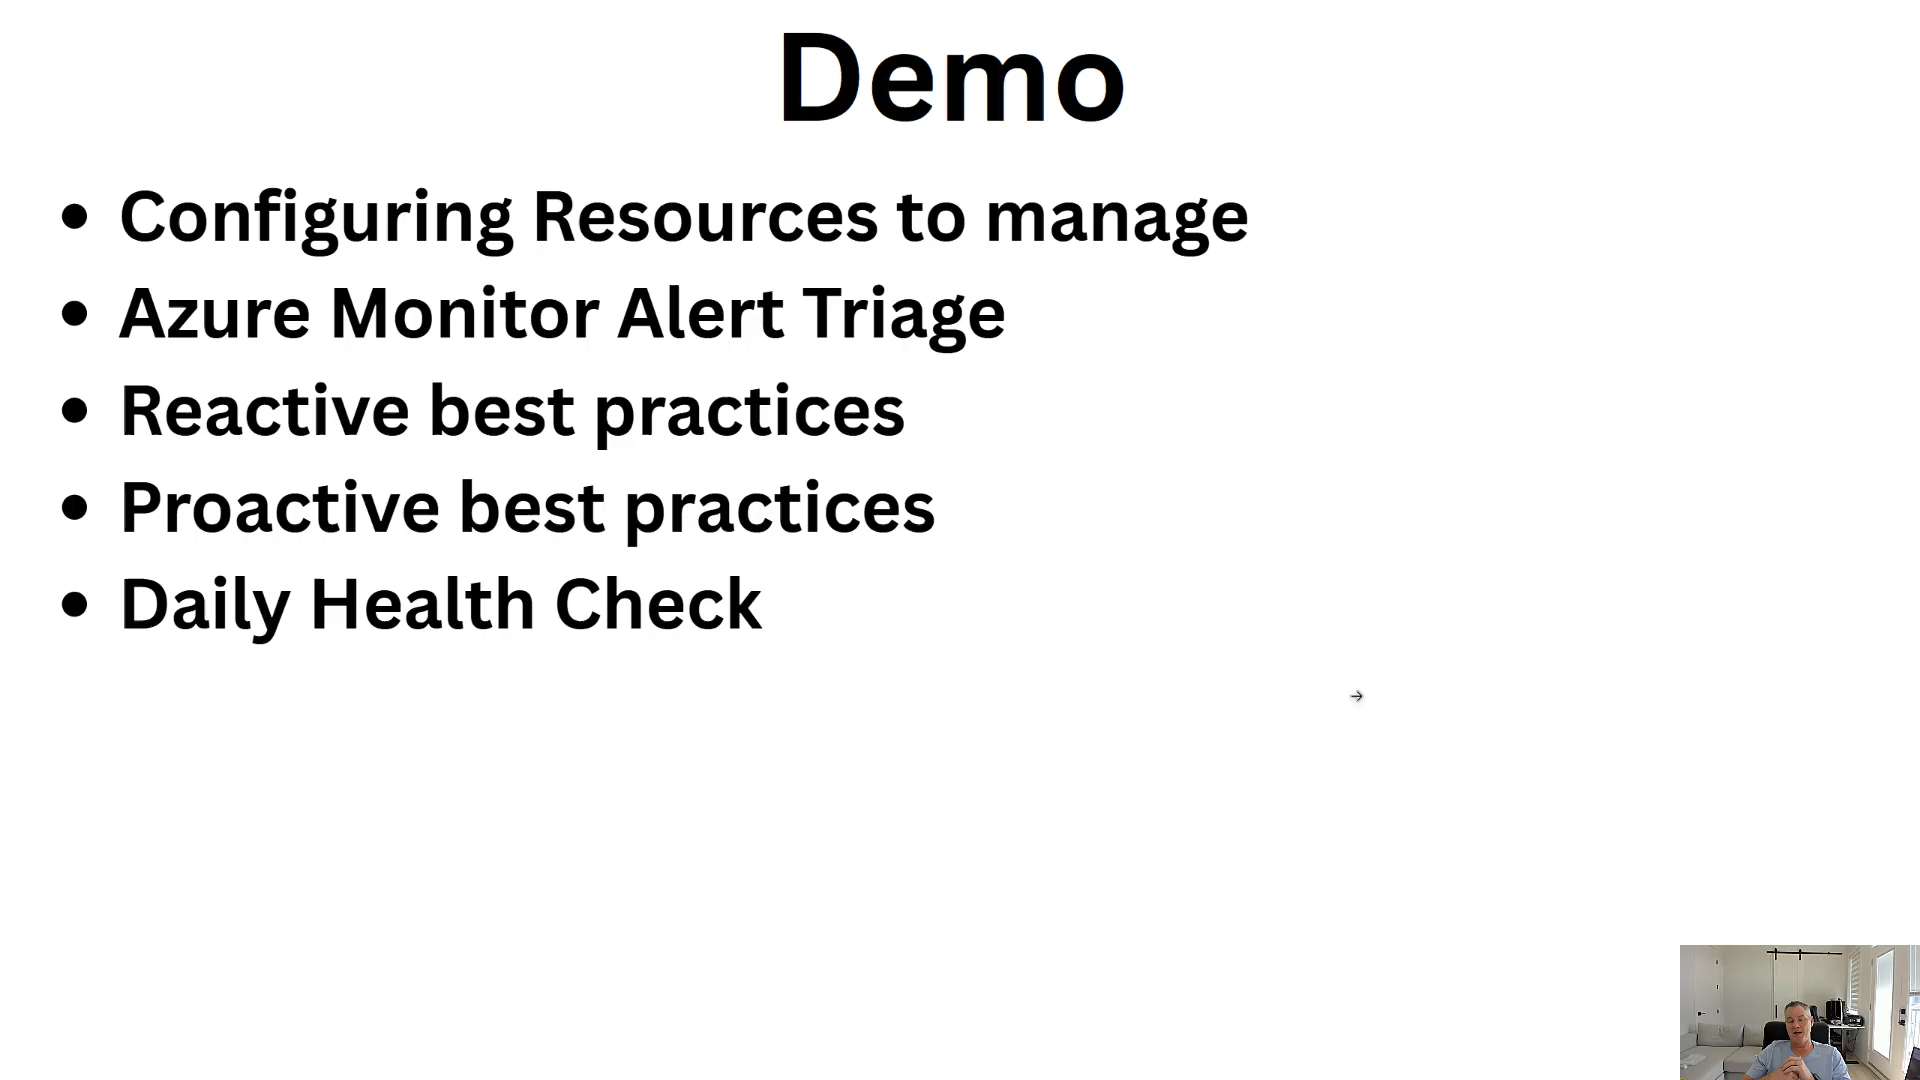 Demo
• Configuring Resources to manage
• Azure Monitor Alert Triage
• Reactive best practices
• Proactive best practices
• Daily Health Check